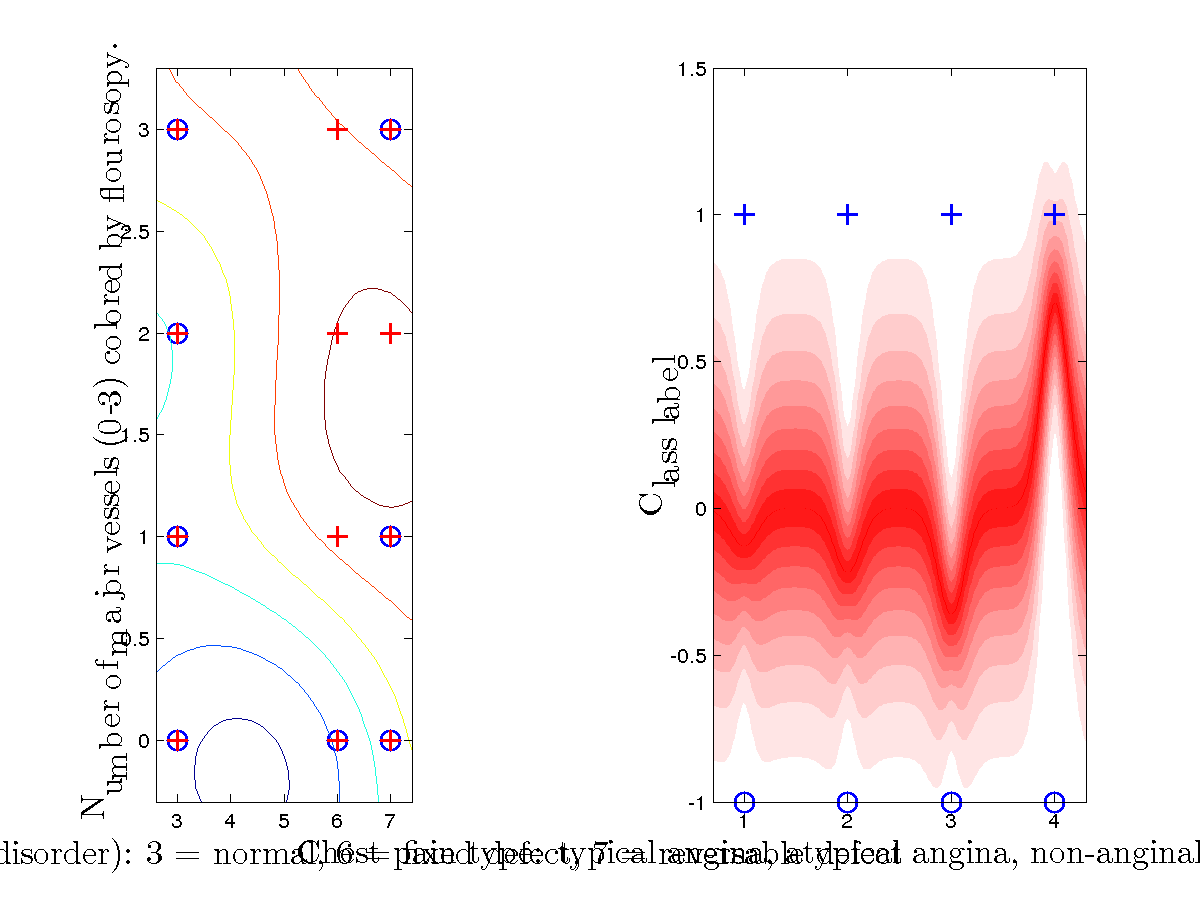 Number of major vessels (0-3) colored by flourosopy.
3
2.5
2
1.5
1
0.5
0
3 4 5 6 7
disorder): 3 = normal, 6 = fixed defect, 7 = reversable defect
Class label
1.5
1
0.5
0
-0.5
-1
1 2 3 4
Chest pain type: typical angina, atypical angina, non-anginal